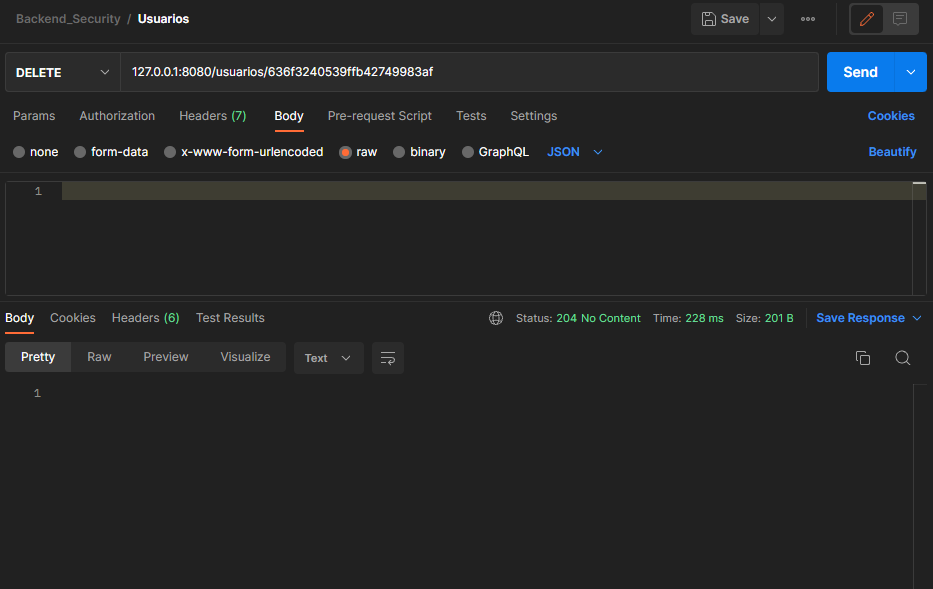 Backend_Security / Usuarios Save
DELETE 127.0.0.1:8080/usuarios/636f3240539ffb42749983af Send
Params Authorization Headers (7) Body Pre-request Script Tests Settings Cookies
none form-data x-www-form-urlencoded raw binary GraphQL JSON Beautify
1
Body Cookies Headers (6) Test Results Status: 204 No Content Time: 228 ms Size: 201 B Save Response
Pretty Raw Preview Visualize Text
1